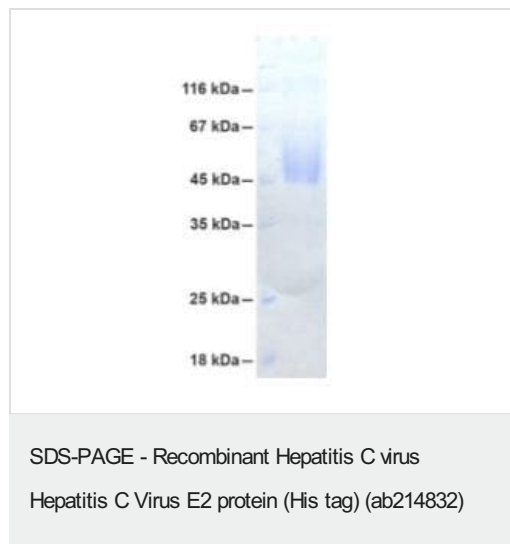 116 kDa
67 kDa
45 kDa
35 kDa
25 kDa
18 kDa
SDS-PAGE - Recombinant Hepatitis C virus
Hepatitis C Virus E2 protein (His tag) (ab214832)